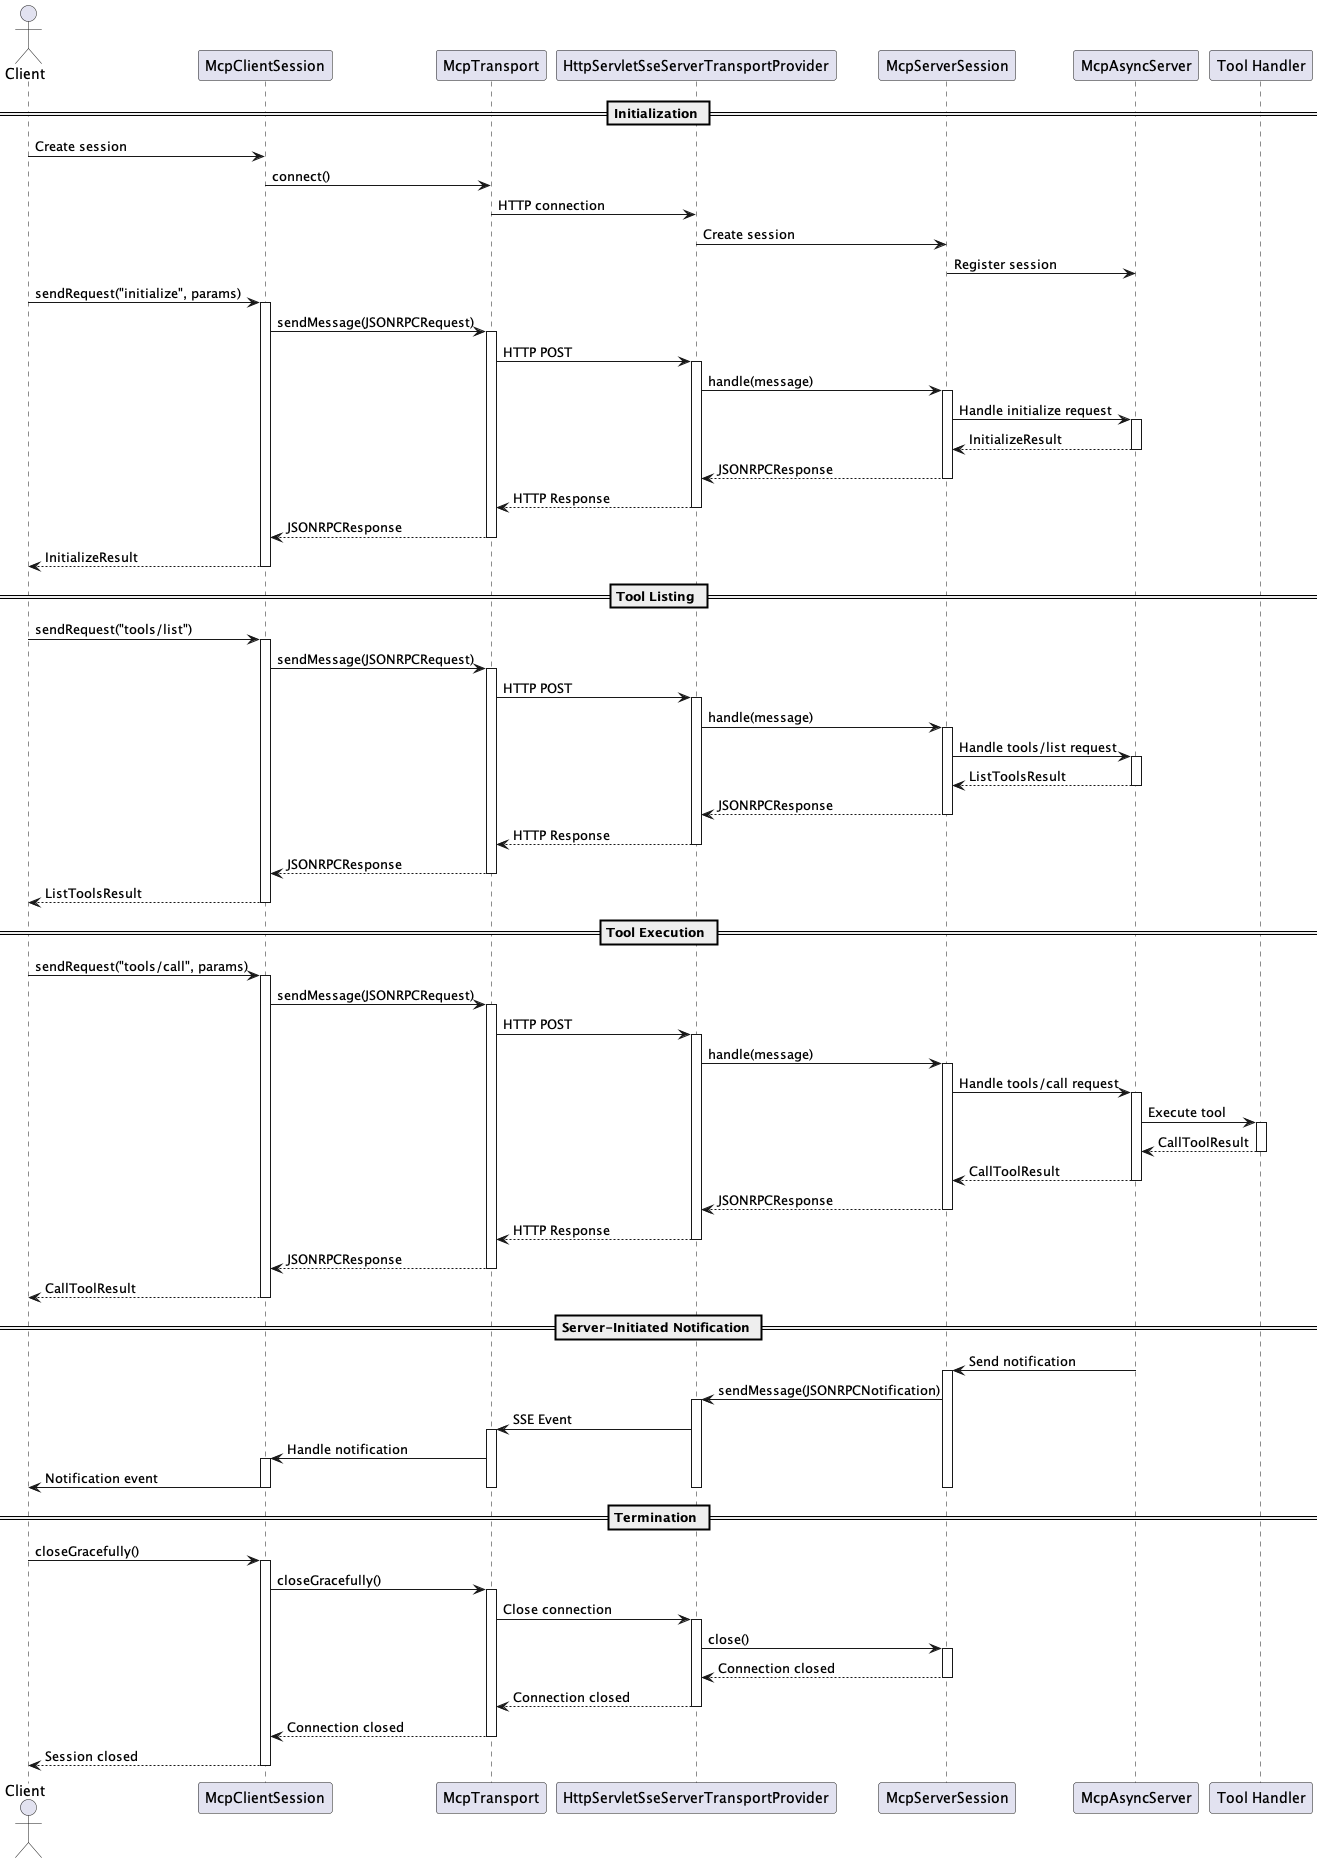 Client
McpClientSession
McpTransport
HttpServletSseServerTransportProvider
McpServerSession
McpAsyncServer
Tool Handler
Initialization
Create session
connect()
HTTP connection
Create session
Register session
sendRequest("initialize", params)
sendMessage(JSONRPCRequest)
HTTP POST
handle(message)
Handle initialize request
InitializeResult
JSONRPCResponse
HTTP Response
JSONRPCResponse
InitializeResult
Tool Listing
sendRequest("tools/list")
sendMessage(JSONRPCRequest)
HTTP POST
handle(message)
Handle tools/list request
ListToolsResult
JSONRPCResponse
HTTP Response
JSONRPCResponse
ListToolsResult
Tool Execution
sendRequest("tools/call", params)
sendMessage(JSONRPCRequest)
HTTP POST
handle(message)
Handle tools/call request
Execute tool
CallToolResult
CallToolResult
JSONRPCResponse
HTTP Response
JSONRPCResponse
CallToolResult
Server-Initiated Notification
Send notification
sendMessage(JSONRPCNotification)
SSE Event
Handle notification
Notification event
Termination
closeGracefully()
closeGracefully()
Close connection
close()
Connection closed
Connection closed
Connection closed
Session closed
Client
McpClientSession
McpTransport
HttpServletSseServerTransportProvider
McpServerSession
McpAsyncServer
Tool Handler